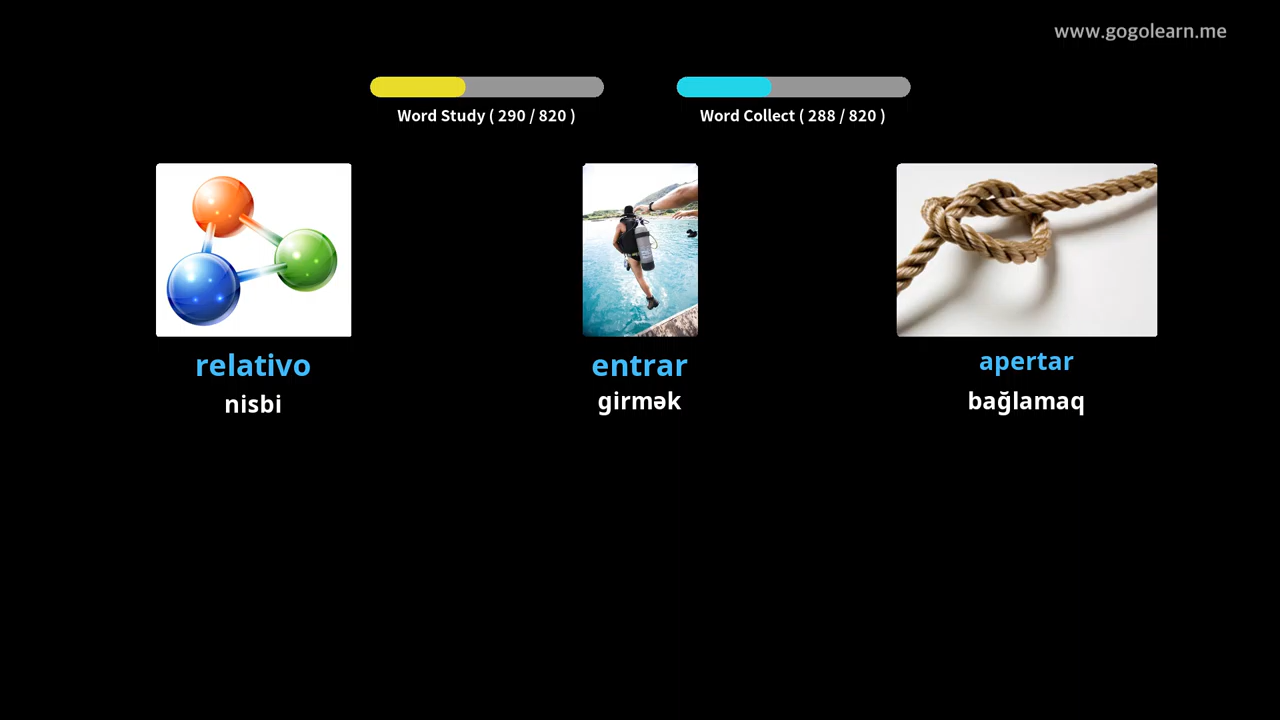 www.gogolearn.me
Word Study ( 290 / 820 )
Word Collect ( 288 / 820 )
relativo
nisbi
entrar
girmək
apertar
bağlamaq